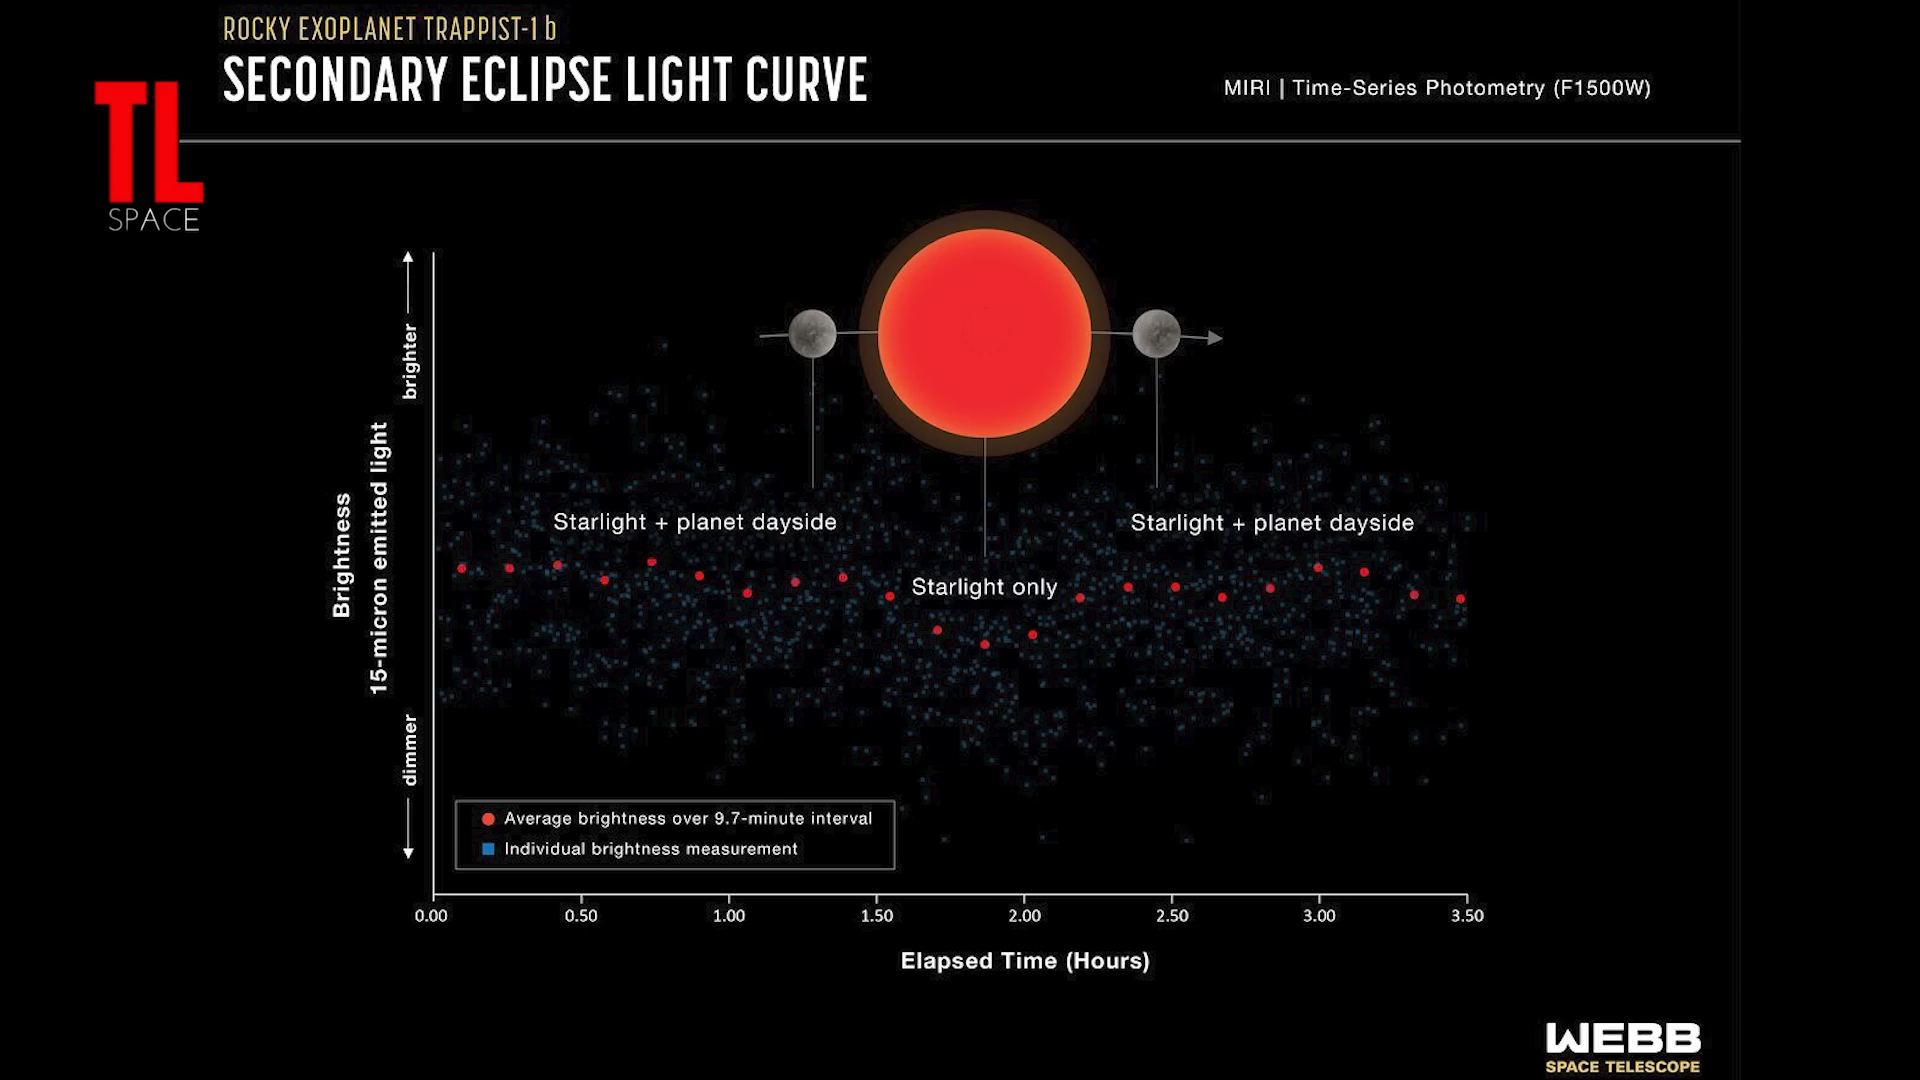 ROCKY EXOPLANET TRAPPIST-1 b
SECONDARY ECLIPSE LIGHT CURVE
MIRI | Time-Series Photometry (F1500W)
TL
SPACE
brighter
Brightness
15-micron emitted light
dimmer
Starlight + planet dayside
Starlight + planet dayside
Starlight only
Average brightness over 9.7-minute interval
Individual brightness measurement
0.00 0.50 1.00 1.50 2.00 2.50 3.00 3.50
Elapsed Time (Hours)
WEBB
SPACE TELESCOPE